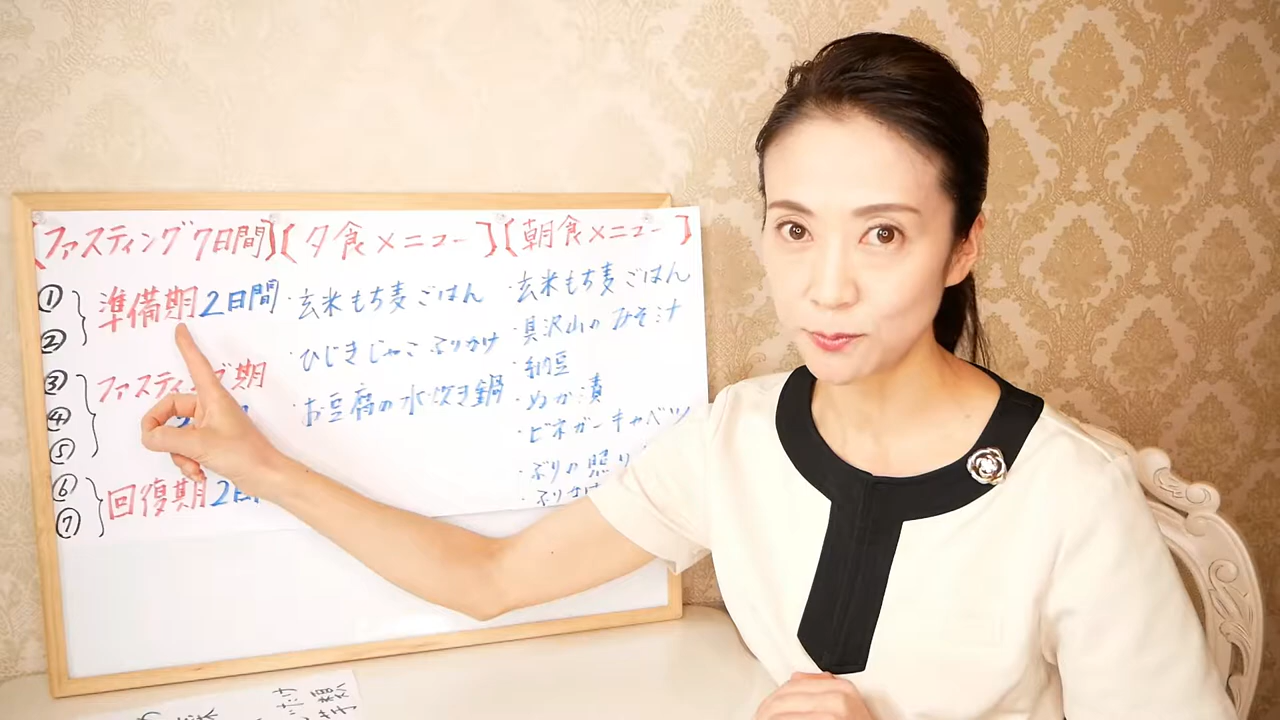 【ファスティング7日間】【夕食メニュー】【朝食メニュー】
① ② 準備期2日間
③ ④ ⑤ ファスティング期
⑥ ⑦ 回復期2日
・玄米もち麦ごはん
・ひじきじゃこふりかけ
・お豆腐の水炊き鍋
・玄米もち麦ごはん
・具沢山のみそ汁
・納豆
・ぬか漬
・ビネガーキャベツ
・ぶりの照り